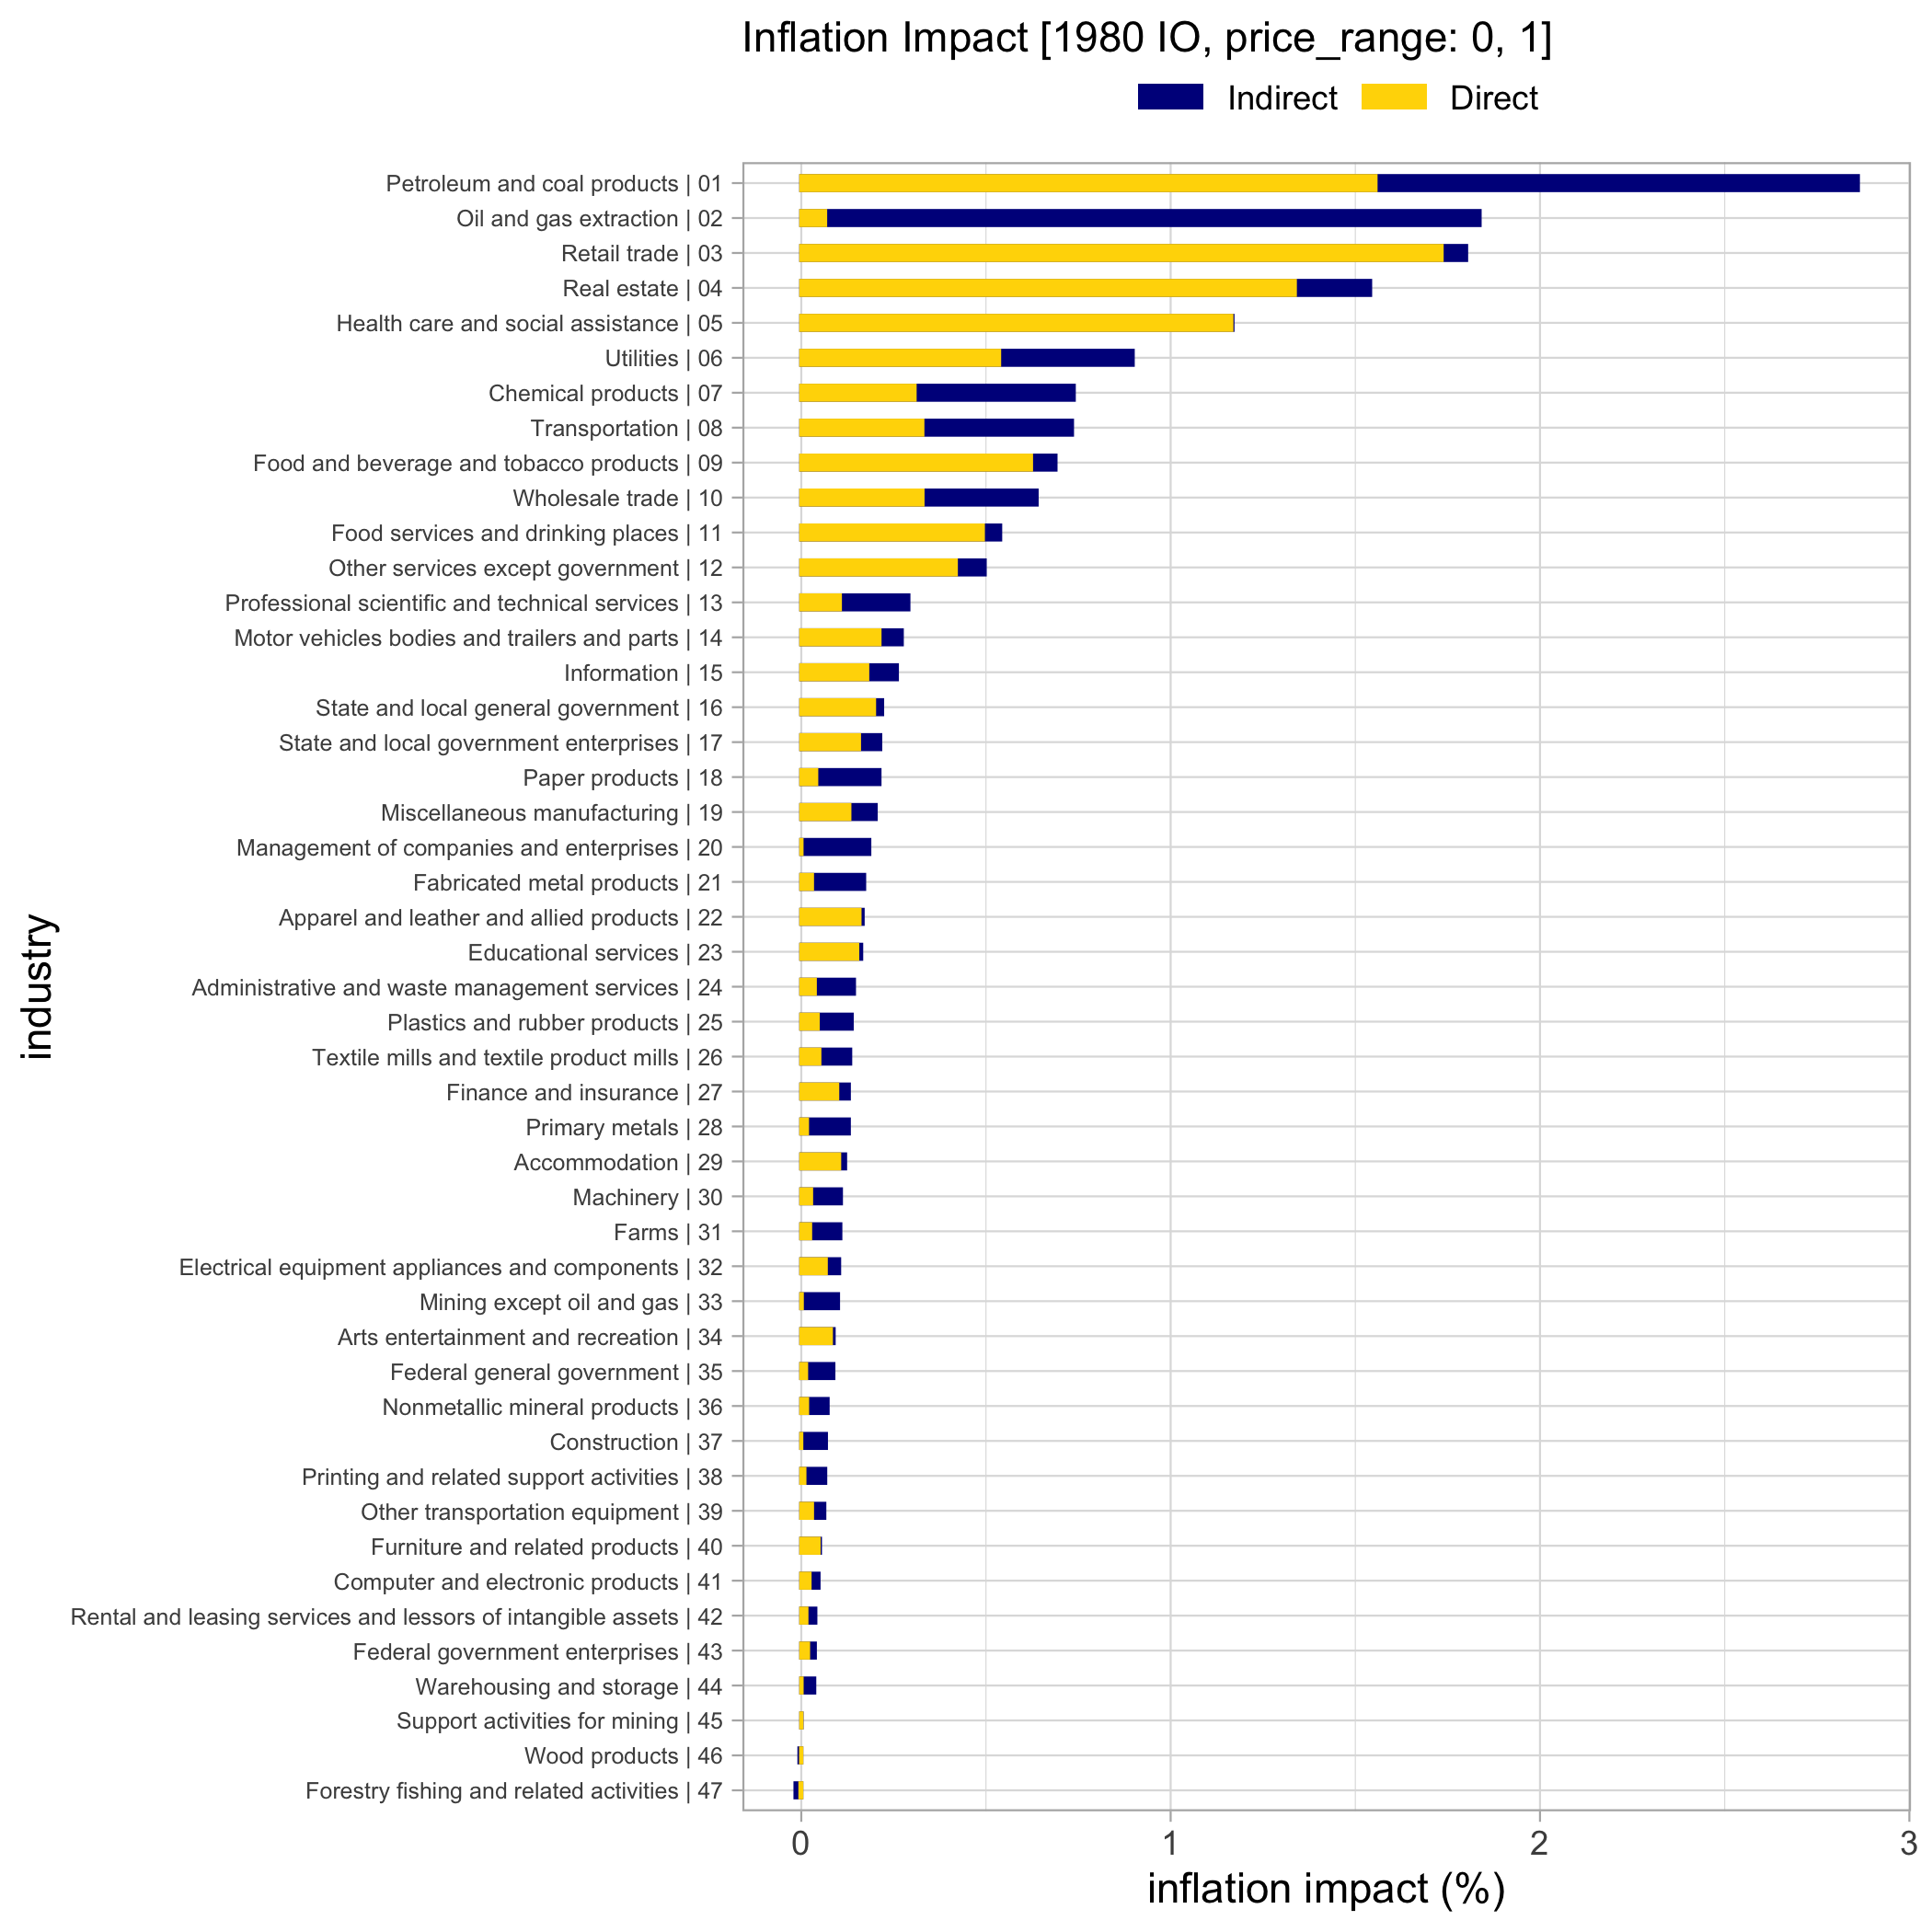 Inflation Impact [1980 IO, price_range: 0, 1]
Indirect Direct
Petroleum and coal products | 01
Oil and gas extraction | 02
Retail trade | 03
Real estate | 04
Health care and social assistance | 05
Utilities | 06
Chemical products | 07
Transportation | 08
Food and beverage and tobacco products | 09
Wholesale trade | 10
Food services and drinking places | 11
Other services except government | 12
Professional scientific and technical services | 13
Motor vehicles bodies and trailers and parts | 14
Information | 15
State and local general government | 16
State and local government enterprises | 17
Paper products | 18
Miscellaneous manufacturing | 19
Management of companies and enterprises | 20
Fabricated metal products | 21
Apparel and leather and allied products | 22
Educational services | 23
Administrative and waste management services | 24
Plastics and rubber products | 25
Textile mills and textile product mills | 26
Finance and insurance | 27
Primary metals | 28
Accommodation | 29
Machinery | 30
Farms | 31
Electrical equipment appliances and components | 32
Mining except oil and gas | 33
Arts entertainment and recreation | 34
Federal general government | 35
Nonmetallic mineral products | 36
Construction | 37
Printing and related support activities | 38
Other transportation equipment | 39
Furniture and related products | 40
Computer and electronic products | 41
Rental and leasing services and lessors of intangible assets | 42
Federal government enterprises | 43
Warehousing and storage | 44
Support activities for mining | 45
Wood products | 46
Forestry fishing and related activities | 47
industry
0 1 2 3
inflation impact (%)